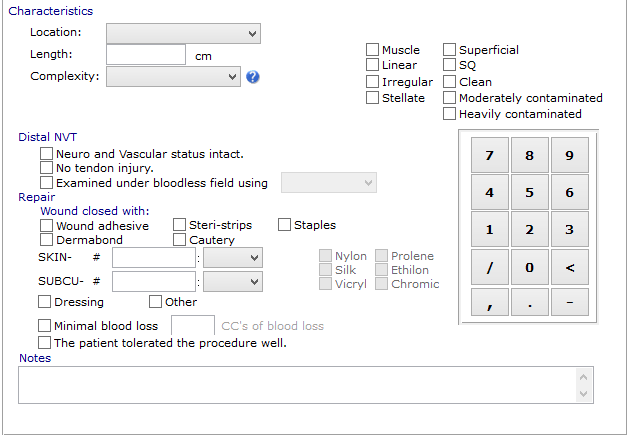 Characteristics
Location:
Length: cm
Complexity: ?
Muscle Superficial
Linear SQ
Irregular Clean
Stellate Moderately contaminated
Heavily contaminated
Distal NVT
Neuro and Vascular status intact.
No tendon injury.
Examined under bloodless field using
Repair
Wound closed with:
Wound adhesive Steri-strips Staples
Dermabond Cautery
SKIN- # :
SUBCU- # :
Nylon Prolene
Silk Ethilon
Vicryl Chromic
Dressing Other
Minimal blood loss CC's of blood loss
The patient tolerated the procedure well.
7 8 9
4 5 6
1 2 3
/ 0 <
, . -
Notes